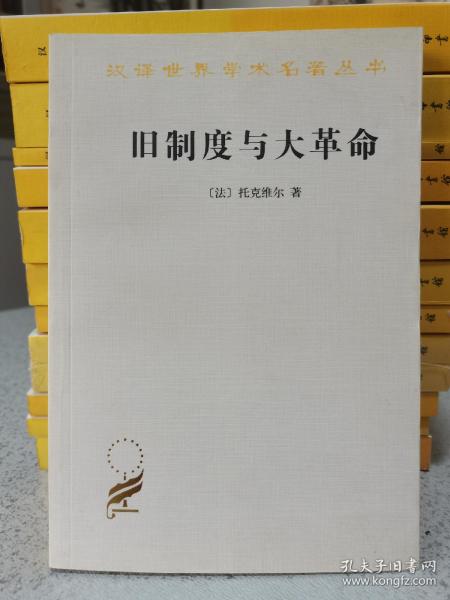 汉译世界学术名著丛书
旧制度与大革命
〔法〕托克维尔 著
孔夫子旧书网
www.kongfz.com